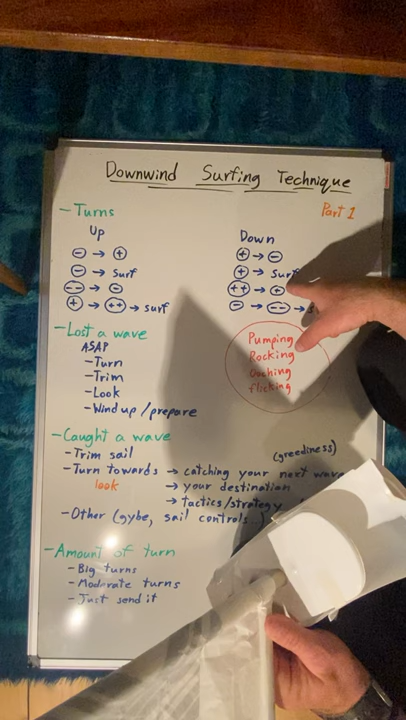 Downwind Surfing Technique
Part 1
- Turns
Up
⊖ → ⊕
⊖ → surf
(--) → ⊖
⊕ → (++) → surf
Down
⊕ → ⊖
⊕ → surf
(++) → ⊕
⊖ → (--) →
Pumping
Rocking
Ooching
flicking
- Lost a wave
ASAP
- Turn
- Trim
- Look
- Wind up / prepare
- Caught a wave
- Trim sail
- Turn towards → catching your next wave (greediness)
look → your destination
→ tactics/strategy
- Other (gybe, sail controls...)
- Amount of turn
- Big turns
- Moderate turns
- Just send it